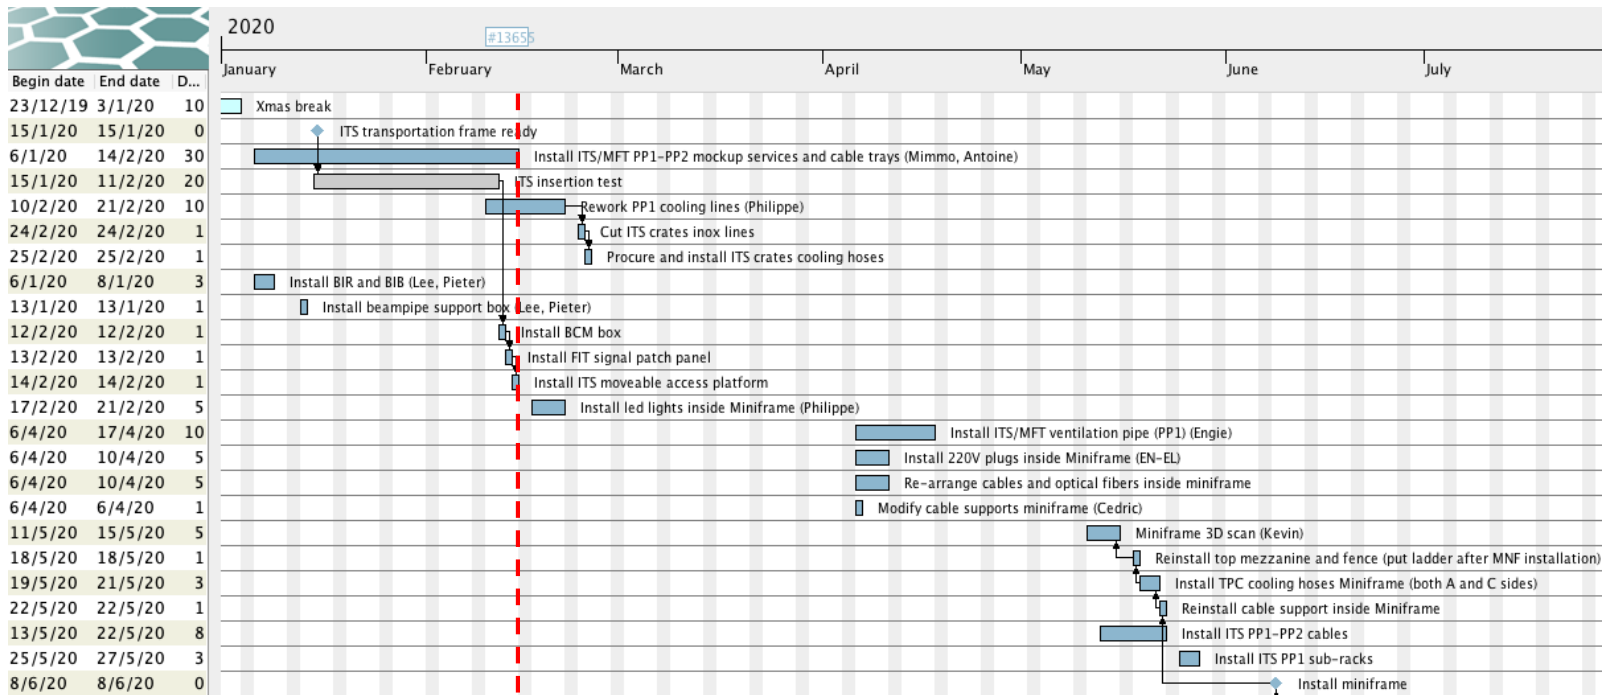 2020
#13655
January February March April May June July
Begin date End date D...
23/12/19 3/1/20 10 Xmas break
15/1/20 15/1/20 0 ITS transportation frame ready
6/1/20 14/2/20 30 Install ITS/MFT PP1-PP2 mockup services and cable trays (Mimmo, Antoine)
15/1/20 11/2/20 20 ITS insertion test
10/2/20 21/2/20 10 Rework PP1 cooling lines (Philippe)
24/2/20 24/2/20 1 Cut ITS crates inox lines
25/2/20 25/2/20 1 Procure and install ITS crates cooling hoses
6/1/20 8/1/20 3 Install BIR and BIB (Lee, Pieter)
13/1/20 13/1/20 1 Install beampipe support box (Lee, Pieter)
12/2/20 12/2/20 1 Install BCM box
13/2/20 13/2/20 1 Install FIT signal patch panel
14/2/20 14/2/20 1 Install ITS moveable access platform
17/2/20 21/2/20 5 Install led lights inside Miniframe (Philippe)
6/4/20 17/4/20 10 Install ITS/MFT ventilation pipe (PP1) (Engie)
6/4/20 10/4/20 5 Install 220V plugs inside Miniframe (EN-EL)
6/4/20 10/4/20 5 Re-arrange cables and optical fibers inside miniframe
6/4/20 6/4/20 1 Modify cable supports miniframe (Cedric)
11/5/20 15/5/20 5 Miniframe 3D scan (Kevin)
18/5/20 18/5/20 1 Reinstall top mezzanine and fence (put ladder after MNF installation)
19/5/20 21/5/20 3 Install TPC cooling hoses Miniframe (both A and C sides)
22/5/20 22/5/20 1 Reinstall cable support inside Miniframe
13/5/20 22/5/20 8 Install ITS PP1-PP2 cables
25/5/20 27/5/20 3 Install ITS PP1 sub-racks
8/6/20 8/6/20 0 Install miniframe